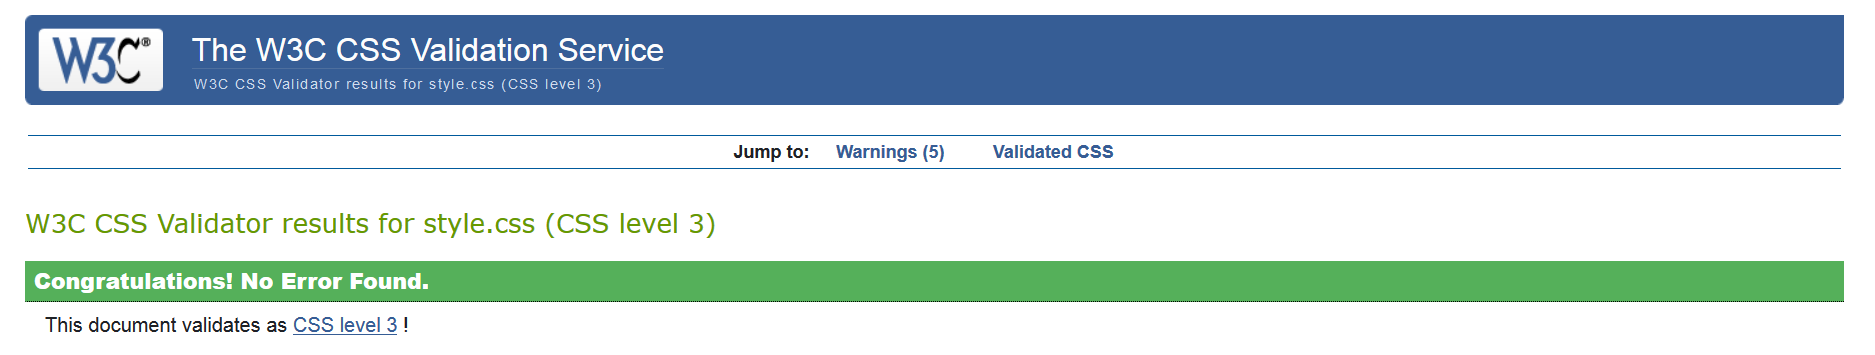 W3C®
The W3C CSS Validation Service
W3C CSS Validator results for style.css (CSS level 3)
Jump to: Warnings (5) Validated CSS
W3C CSS Validator results for style.css (CSS level 3)
Congratulations! No Error Found.
This document validates as CSS level 3 !